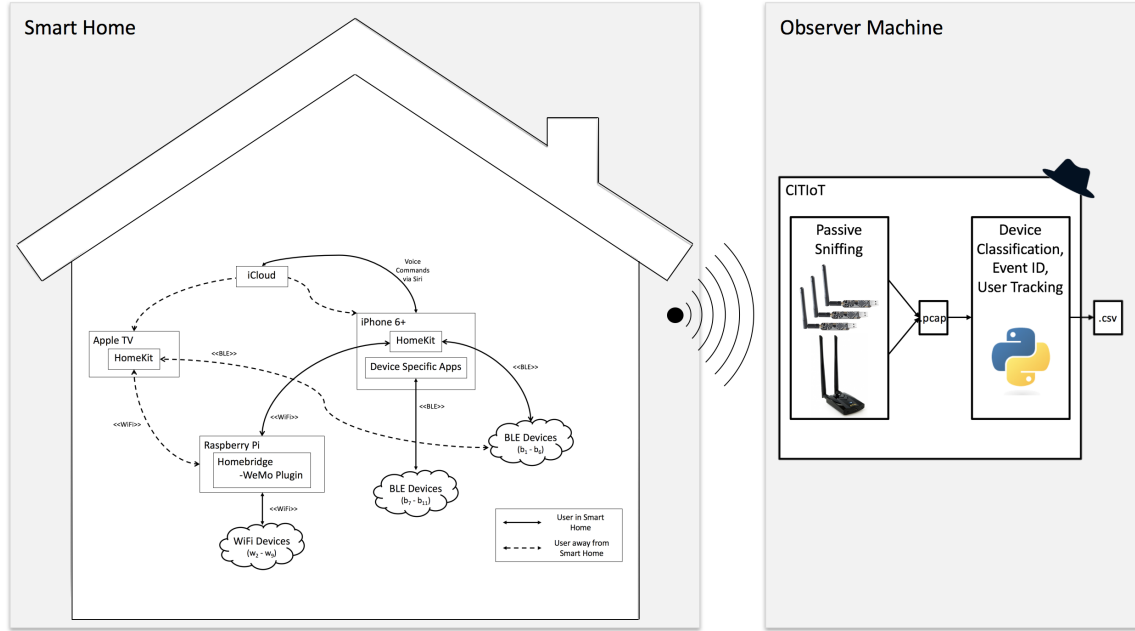 Smart Home
iCloud
Voice
Commands
via Siri
iPhone 6+
HomeKit
Device Specific Apps
Apple TV
HomeKit
<<BLE>>
<<BLE>>
<<BLE>>
<<WiFi>>
<<WiFi>>
Raspberry Pi
Homebridge
-WeMo Plugin
<<WiFi>>
BLE Devices
(b₁ - b₆)
BLE Devices
(b₇ - b₁₁)
WiFi Devices
(w₂ - w₉)
User in Smart
Home
User away from
Smart Home
Observer Machine
CITIoT
Passive
Sniffing
.pcap
Device
Classification,
Event ID,
User Tracking
.csv